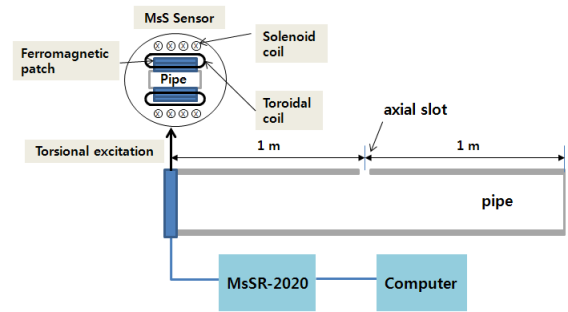 MsS Sensor
Solenoid
coil
Ferromagnetic
patch
Pipe
Toroidal
coil
axial slot
Torsional excitation
1 m
1 m
pipe
MsSR-2020
Computer